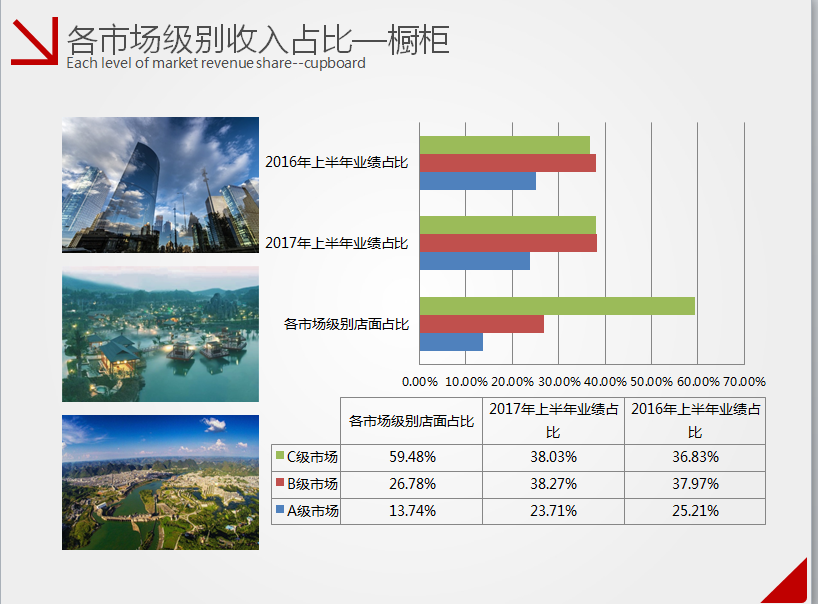 各市场级别收入占比—橱柜
Each level of market revenue share--cupboard
2016年上半年业绩占比
2017年上半年业绩占比
各市场级别店面占比
0.00% 10.00% 20.00% 30.00% 40.00% 50.00% 60.00% 70.00%
各市场级别店面占比 2017年上半年业绩占比 2016年上半年业绩占比
C级市场 59.48% 38.03% 36.83%
B级市场 26.78% 38.27% 37.97%
A级市场 13.74% 23.71% 25.21%